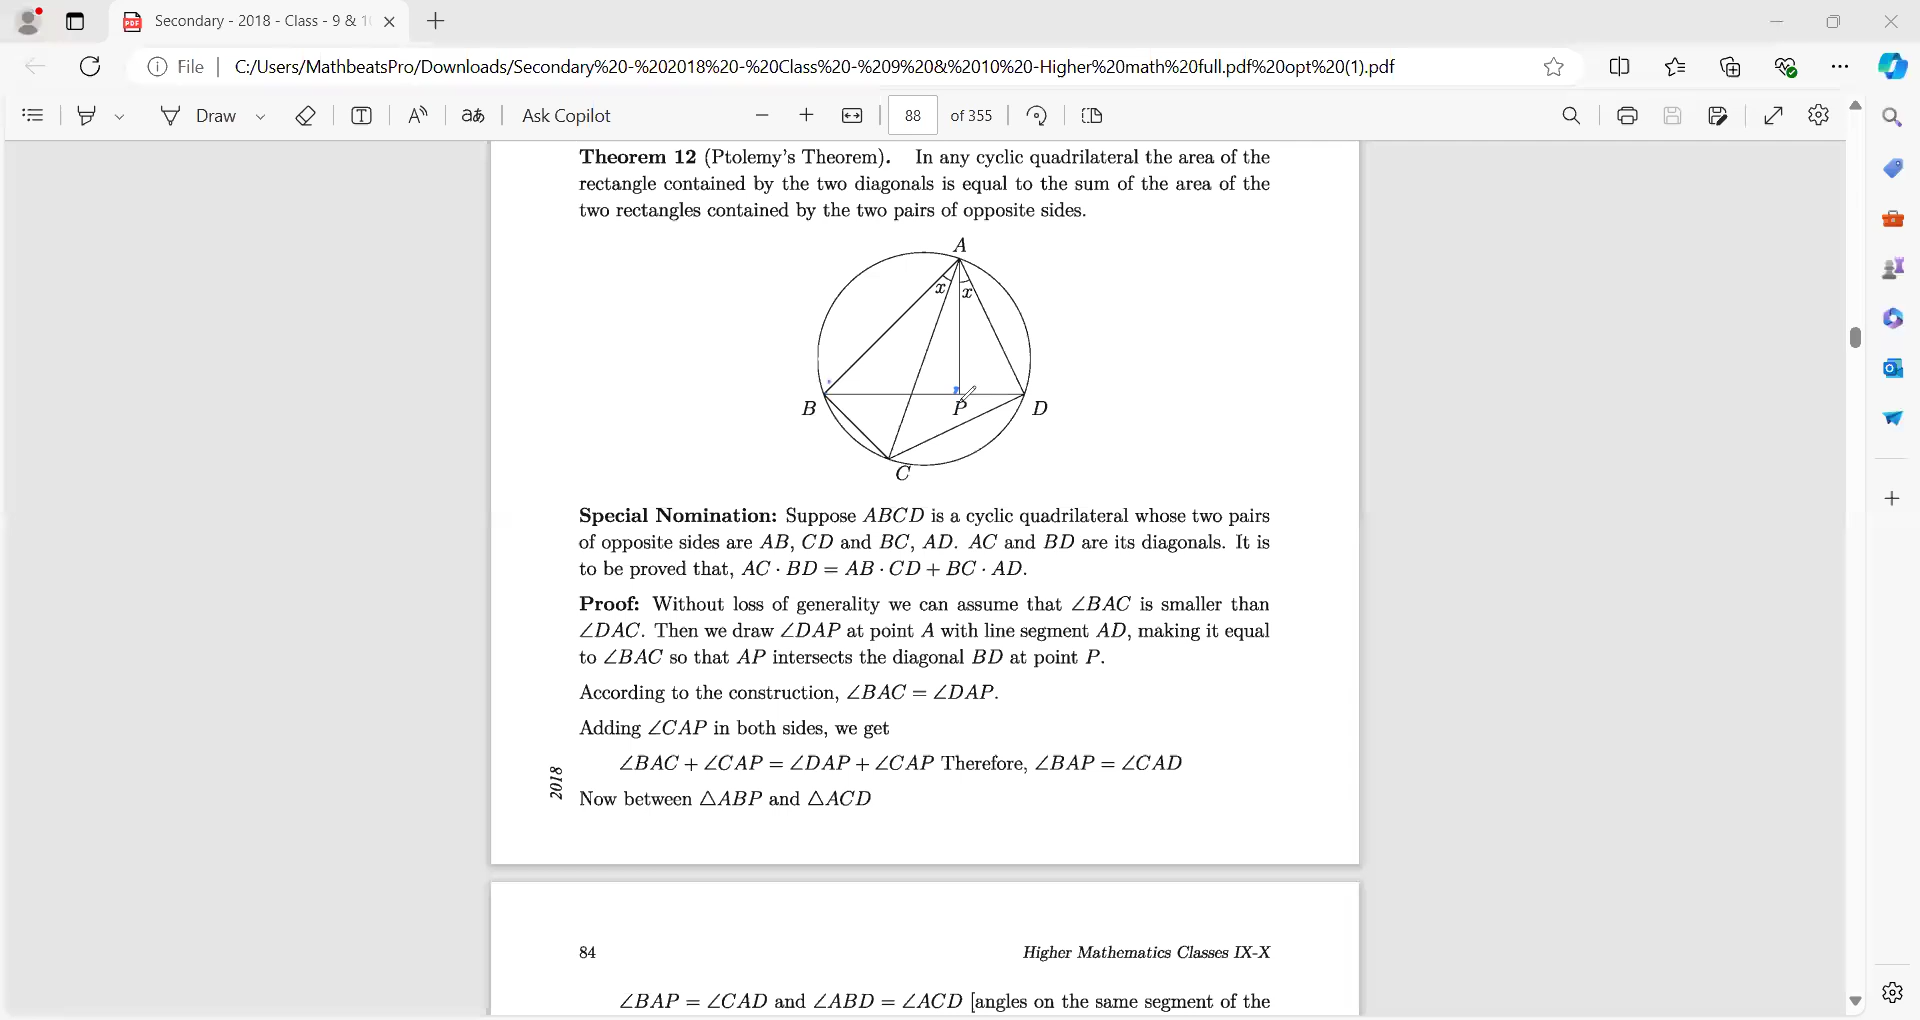 Secondary - 2018 - Class - 9 & 1
File
C:/Users/MathbeatsPro/Downloads/Secondary%20-%202018%20-%20Class%20-%209%20&%2010%20-Higher%20math%20full.pdf%20opt%20(1).pdf
Draw
Ask Copilot
88 of 355
Theorem 12 (Ptolemy's Theorem). In any cyclic quadrilateral the area of the
rectangle contained by the two diagonals is equal to the sum of the area of the
two rectangles contained by the two pairs of opposite sides.
A
x x
B P D
C
Special Nomination: Suppose ABCD is a cyclic quadrilateral whose two pairs
of opposite sides are AB, CD and BC, AD. AC and BD are its diagonals. It is
to be proved that, AC · BD = AB · CD + BC · AD.
Proof: Without loss of generality we can assume that ∠BAC is smaller than
∠DAC. Then we draw ∠DAP at point A with line segment AD, making it equal
to ∠BAC so that AP intersects the diagonal BD at point P.
According to the construction, ∠BAC = ∠DAP.
Adding ∠CAP in both sides, we get
∠BAC + ∠CAP = ∠DAP + ∠CAP Therefore, ∠BAP = ∠CAD
2018
Now between △ABP and △ACD
84 Higher Mathematics Classes IX-X
∠BAP = ∠CAD and ∠ABD = ∠ACD [angles on the same segment of the